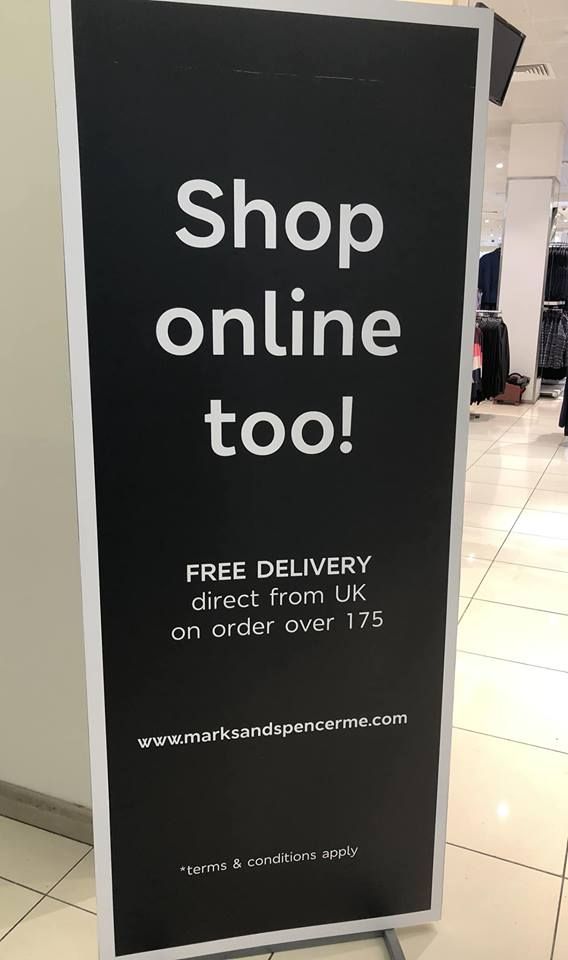 Shop
online
too!
FREE DELIVERY
direct from UK
on order over 175
www.marksandspencerme.com
*terms & conditions apply